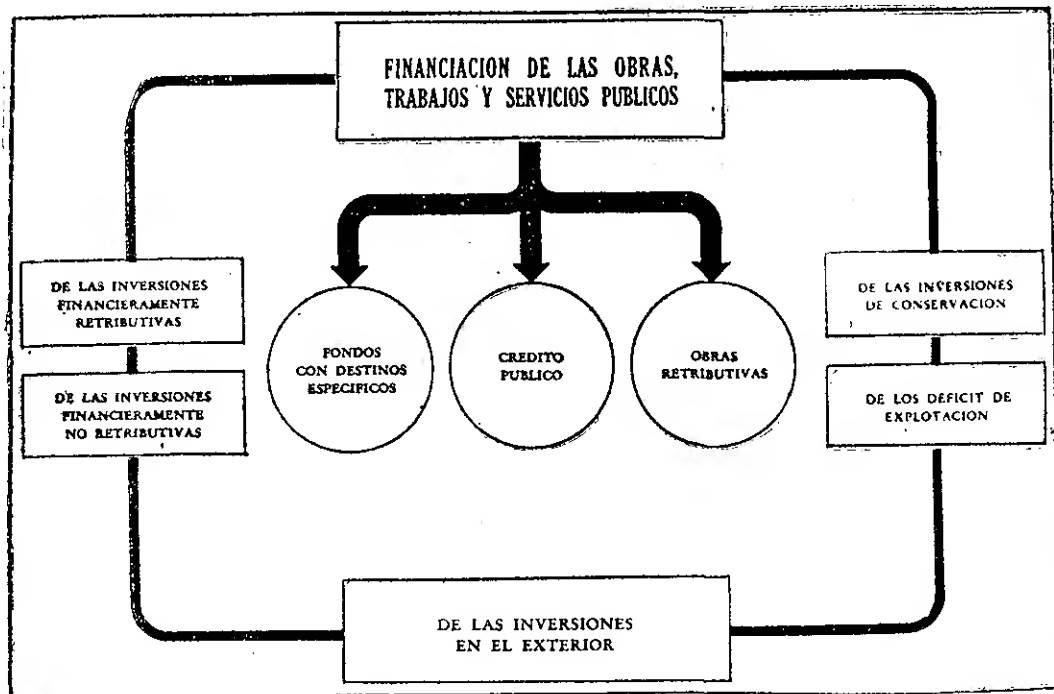 FINANCIACION DE LAS OBRAS,
TRABAJOS Y SERVICIOS PUBLICOS
DE LAS INVERSIONES
FINANCIERAMENTE
RETRIBUTIVAS
DE LAS INVERSIONES
FINANCIERAMENTE
NO RETRIBUTIVAS
FONDOS
CON DESTINOS
ESPECIFICOS
CREDITO
PUBLICO
OBRAS
RETRIBUTIVAS
DE LAS INVERSIONES
DE CONSERVACION
DE LOS DEFICIT DE
EXPLOTACION
DE LAS INVERSIONES
EN EL EXTERIOR